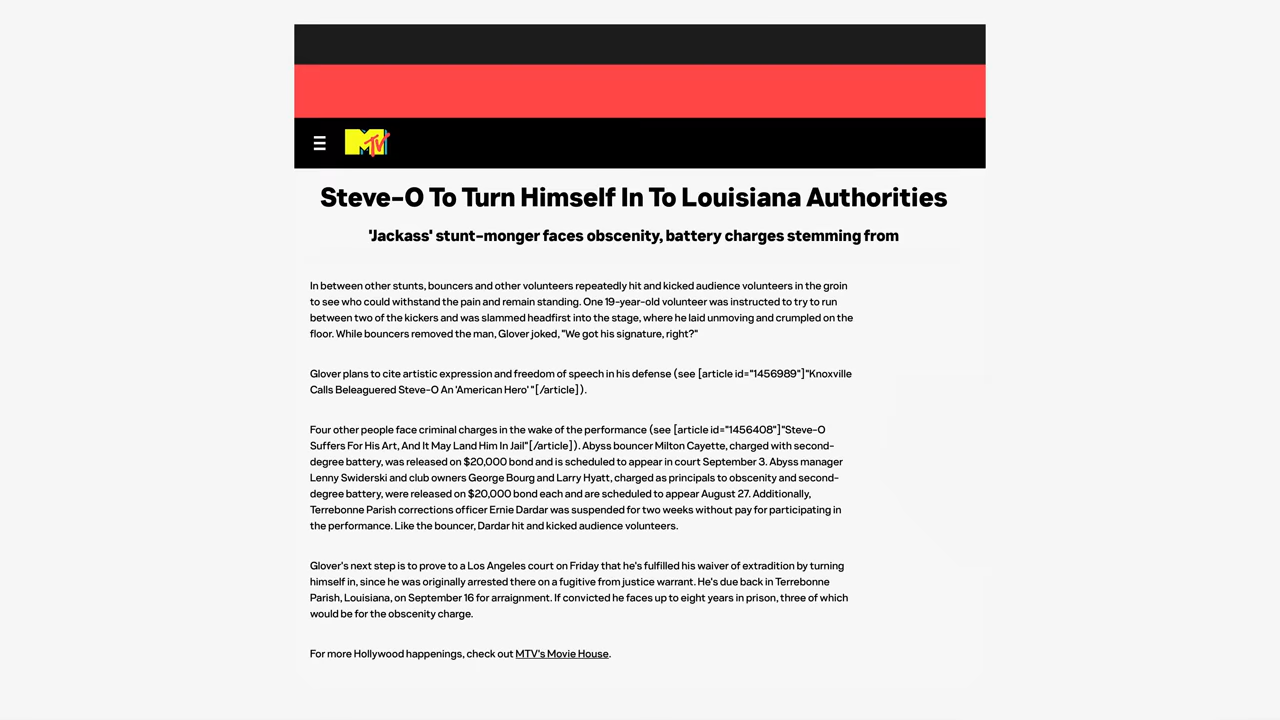 MTV
Steve-O To Turn Himself In To Louisiana Authorities
'Jackass' stunt-monger faces obscenity, battery charges stemming from
In between other stunts, bouncers and other volunteers repeatedly hit and kicked audience volunteers in the groin
to see who could withstand the pain and remain standing. One 19-year-old volunteer was instructed to try to run
between two of the kickers and was slammed headfirst into the stage, where he laid unmoving and crumpled on the
floor. While bouncers removed the man, Glover joked, "We got his signature, right?"
Glover plans to cite artistic expression and freedom of speech in his defense (see [article id="1456989"]"Knoxville
Calls Beleaguered Steve-O An 'American Hero' "[/article]).
Four other people face criminal charges in the wake of the performance (see [article id="1456408"]"Steve-O
Suffers For His Art, And It May Land Him In Jail"[/article]). Abyss bouncer Milton Cayette, charged with second-
degree battery, was released on $20,000 bond and is scheduled to appear in court September 3. Abyss manager
Lenny Swiderski and club owners George Bourg and Larry Hyatt, charged as principals to obscenity and second-
degree battery, were released on $20,000 bond each and are scheduled to appear August 27. Additionally,
Terrebonne Parish corrections officer Ernie Dardar was suspended for two weeks without pay for participating in
the performance. Like the bouncer, Dardar hit and kicked audience volunteers.
Glover's next step is to prove to a Los Angeles court on Friday that he's fulfilled his waiver of extradition by turning
himself in, since he was originally arrested there on a fugitive from justice warrant. He's due back in Terrebonne
Parish, Louisiana, on September 16 for arraignment. If convicted he faces up to eight years in prison, three of which
would be for the obscenity charge.
For more Hollywood happenings, check out MTV's Movie House.